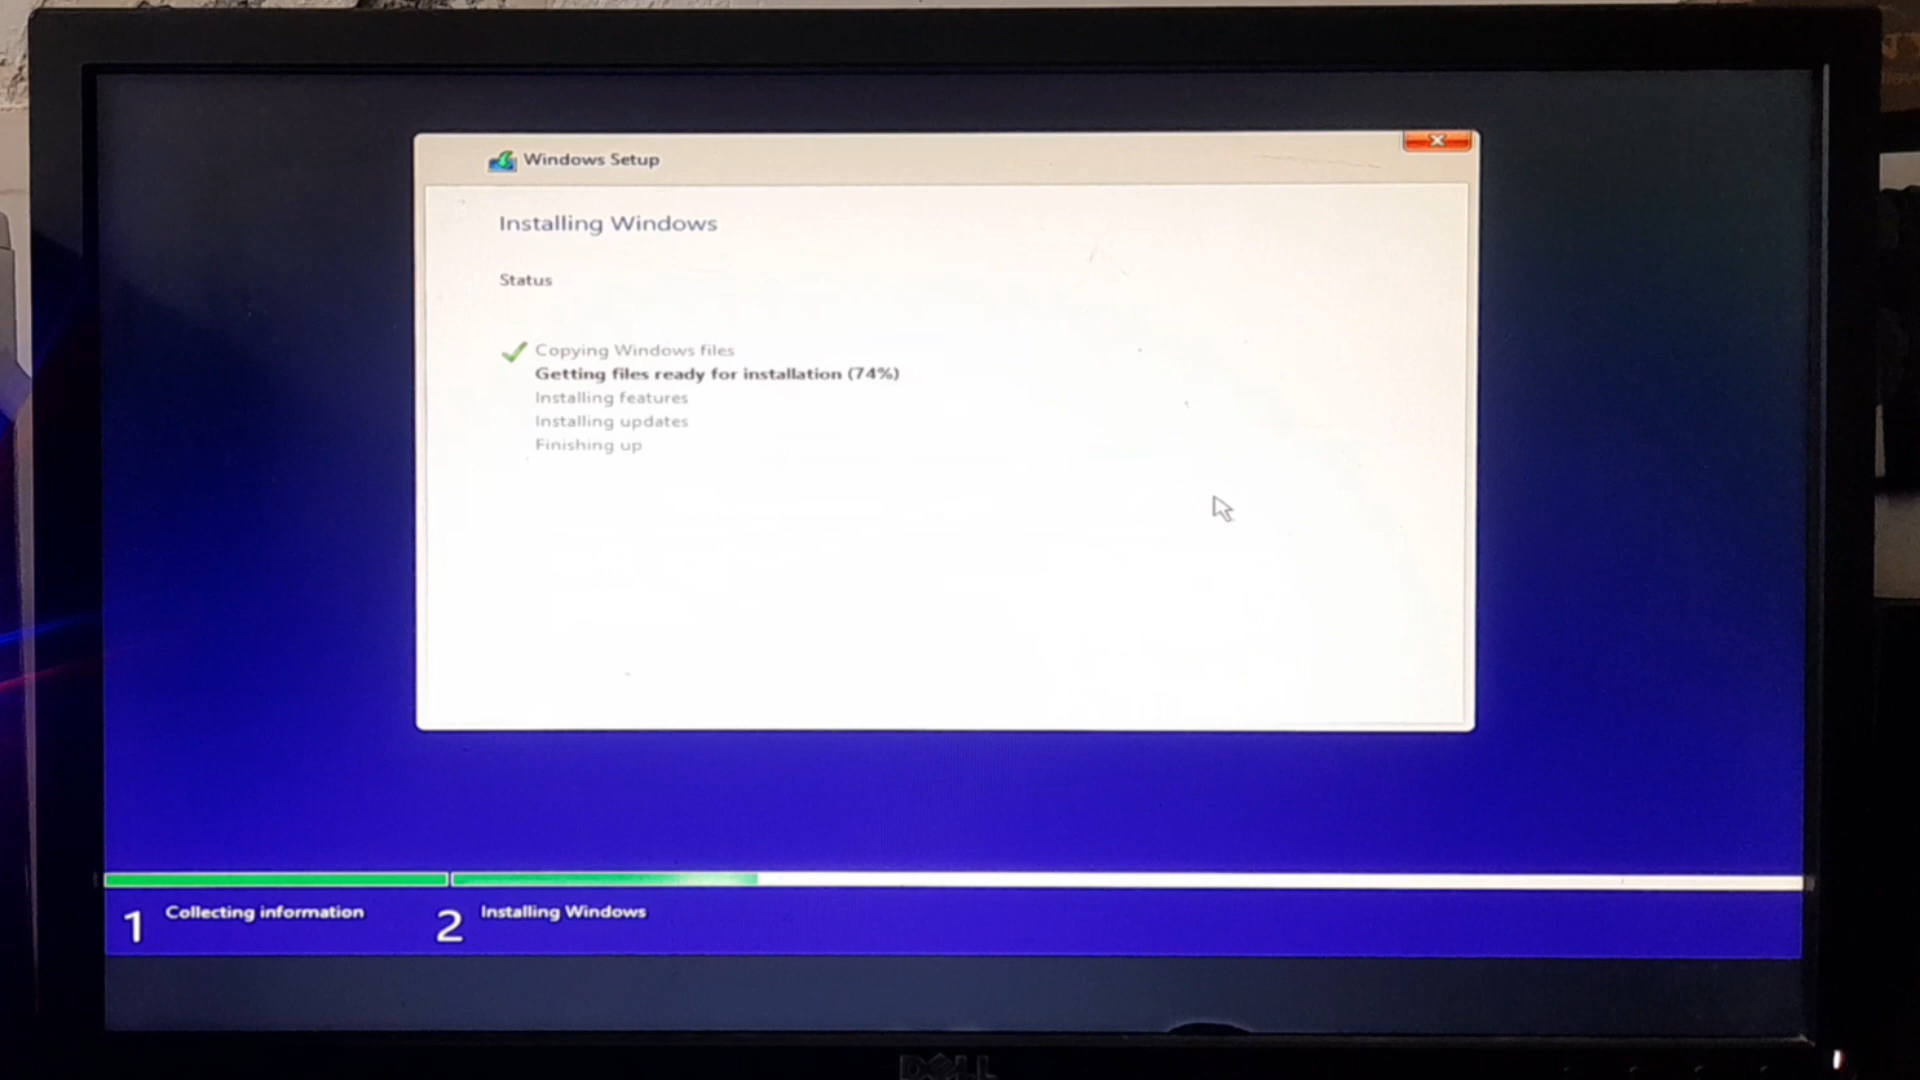 Windows Setup
Installing Windows
Status
Copying Windows files
Getting files ready for installation (74%)
Installing features
Installing updates
Finishing up
1 Collecting information
2 Installing Windows
DELL